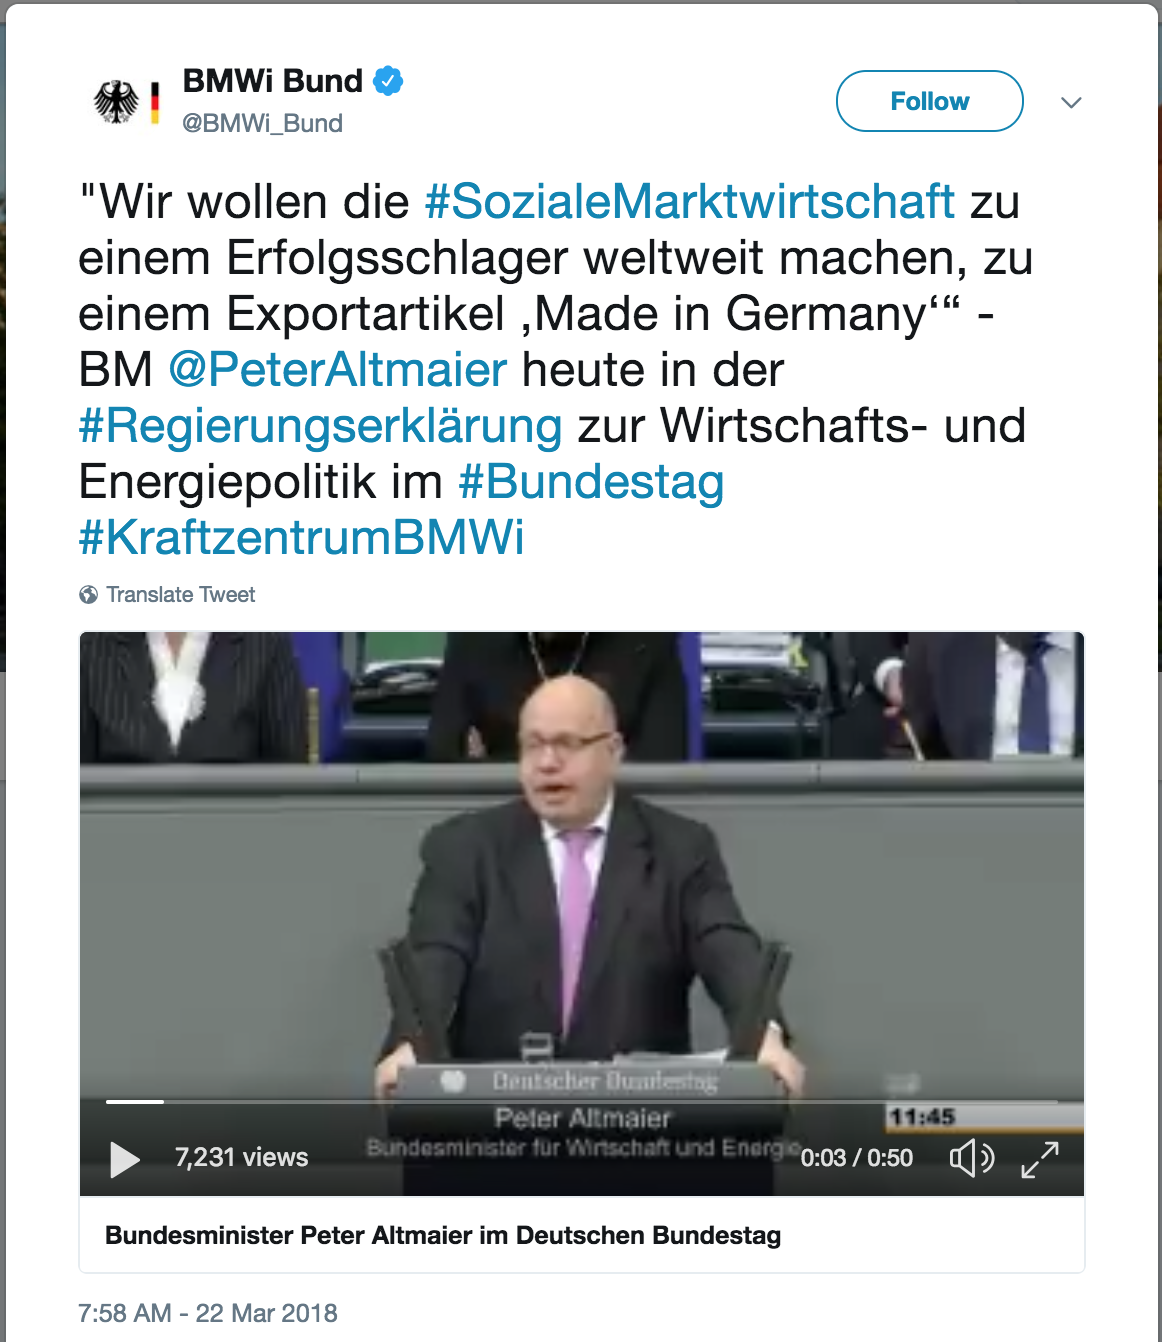 BMWi Bund
@BMWi_Bund
Follow
"Wir wollen die #SozialeMarktwirtschaft zu
einem Erfolgsschlager weltweit machen, zu
einem Exportartikel ‚Made in Germany‘“ -
BM @PeterAltmaier heute in der
#Regierungserklärung zur Wirtschafts- und
Energiepolitik im #Bundestag
#KraftzentrumBMWi
Translate Tweet
Deutscher Bundestag
Peter Altmaier
11:45
Bundesminister für Wirtschaft und Energie
7,231 views
0:03 / 0:50
Bundesminister Peter Altmaier im Deutschen Bundestag
7:58 AM - 22 Mar 2018